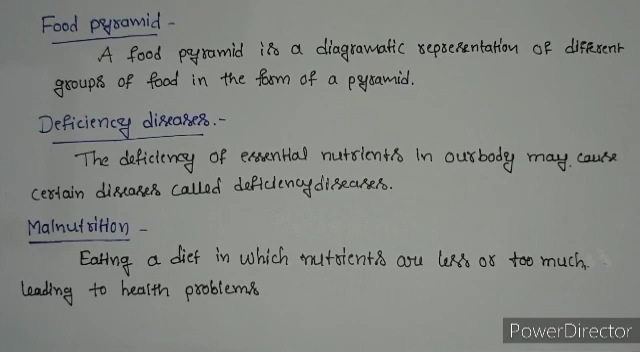 Food pyramid -
A food pyramid is a diagramatic representation of different
groups of food in the form of a pyramid.
Deficiency diseases.-
The deficiency of essential nutrients in our body may cause
certain diseases called deficiency diseases.
Malnutrition -
Eating a diet in which nutrients are less or too much,
leading to health problems
PowerDirector